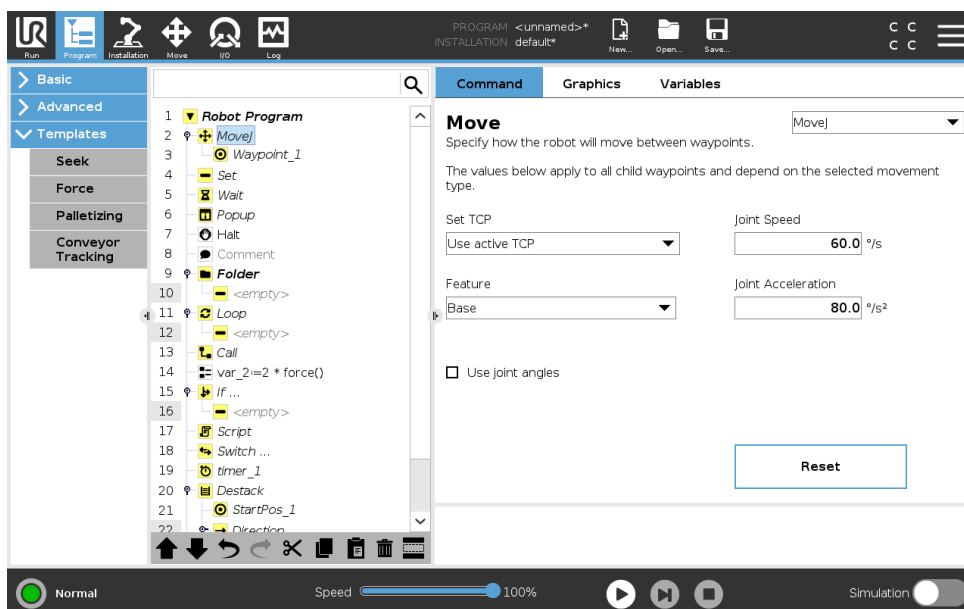 UR
Run
Program
Installation
Move
I/O
Log
PROGRAM <unnamed>*
INSTALLATION default*
New...
Open...
Save...
C C
C C
Basic
Advanced
Templates
Seek
Force
Palletizing
Conveyor
Tracking
1 Robot Program
2 MoveJ
3 Waypoint_1
4 Set
5 Wait
6 Popup
7 Halt
8 Comment
9 Folder
10 <empty>
11 Loop
12 <empty>
13 Call
14 var_2:=2 * force()
15 If ...
16 <empty>
17 Script
18 Switch ...
19 timer_1
20 Destack
21 StartPos_1
22 Direction
Command Graphics Variables
Move
MoveJ
Specify how the robot will move between waypoints.
The values below apply to all child waypoints and depend on the selected movement
type.
Set TCP
Joint Speed
Use active TCP
60.0 °/s
Feature
Joint Acceleration
Base
80.0 °/s²
Use joint angles
Reset
Normal
Speed
100%
Simulation